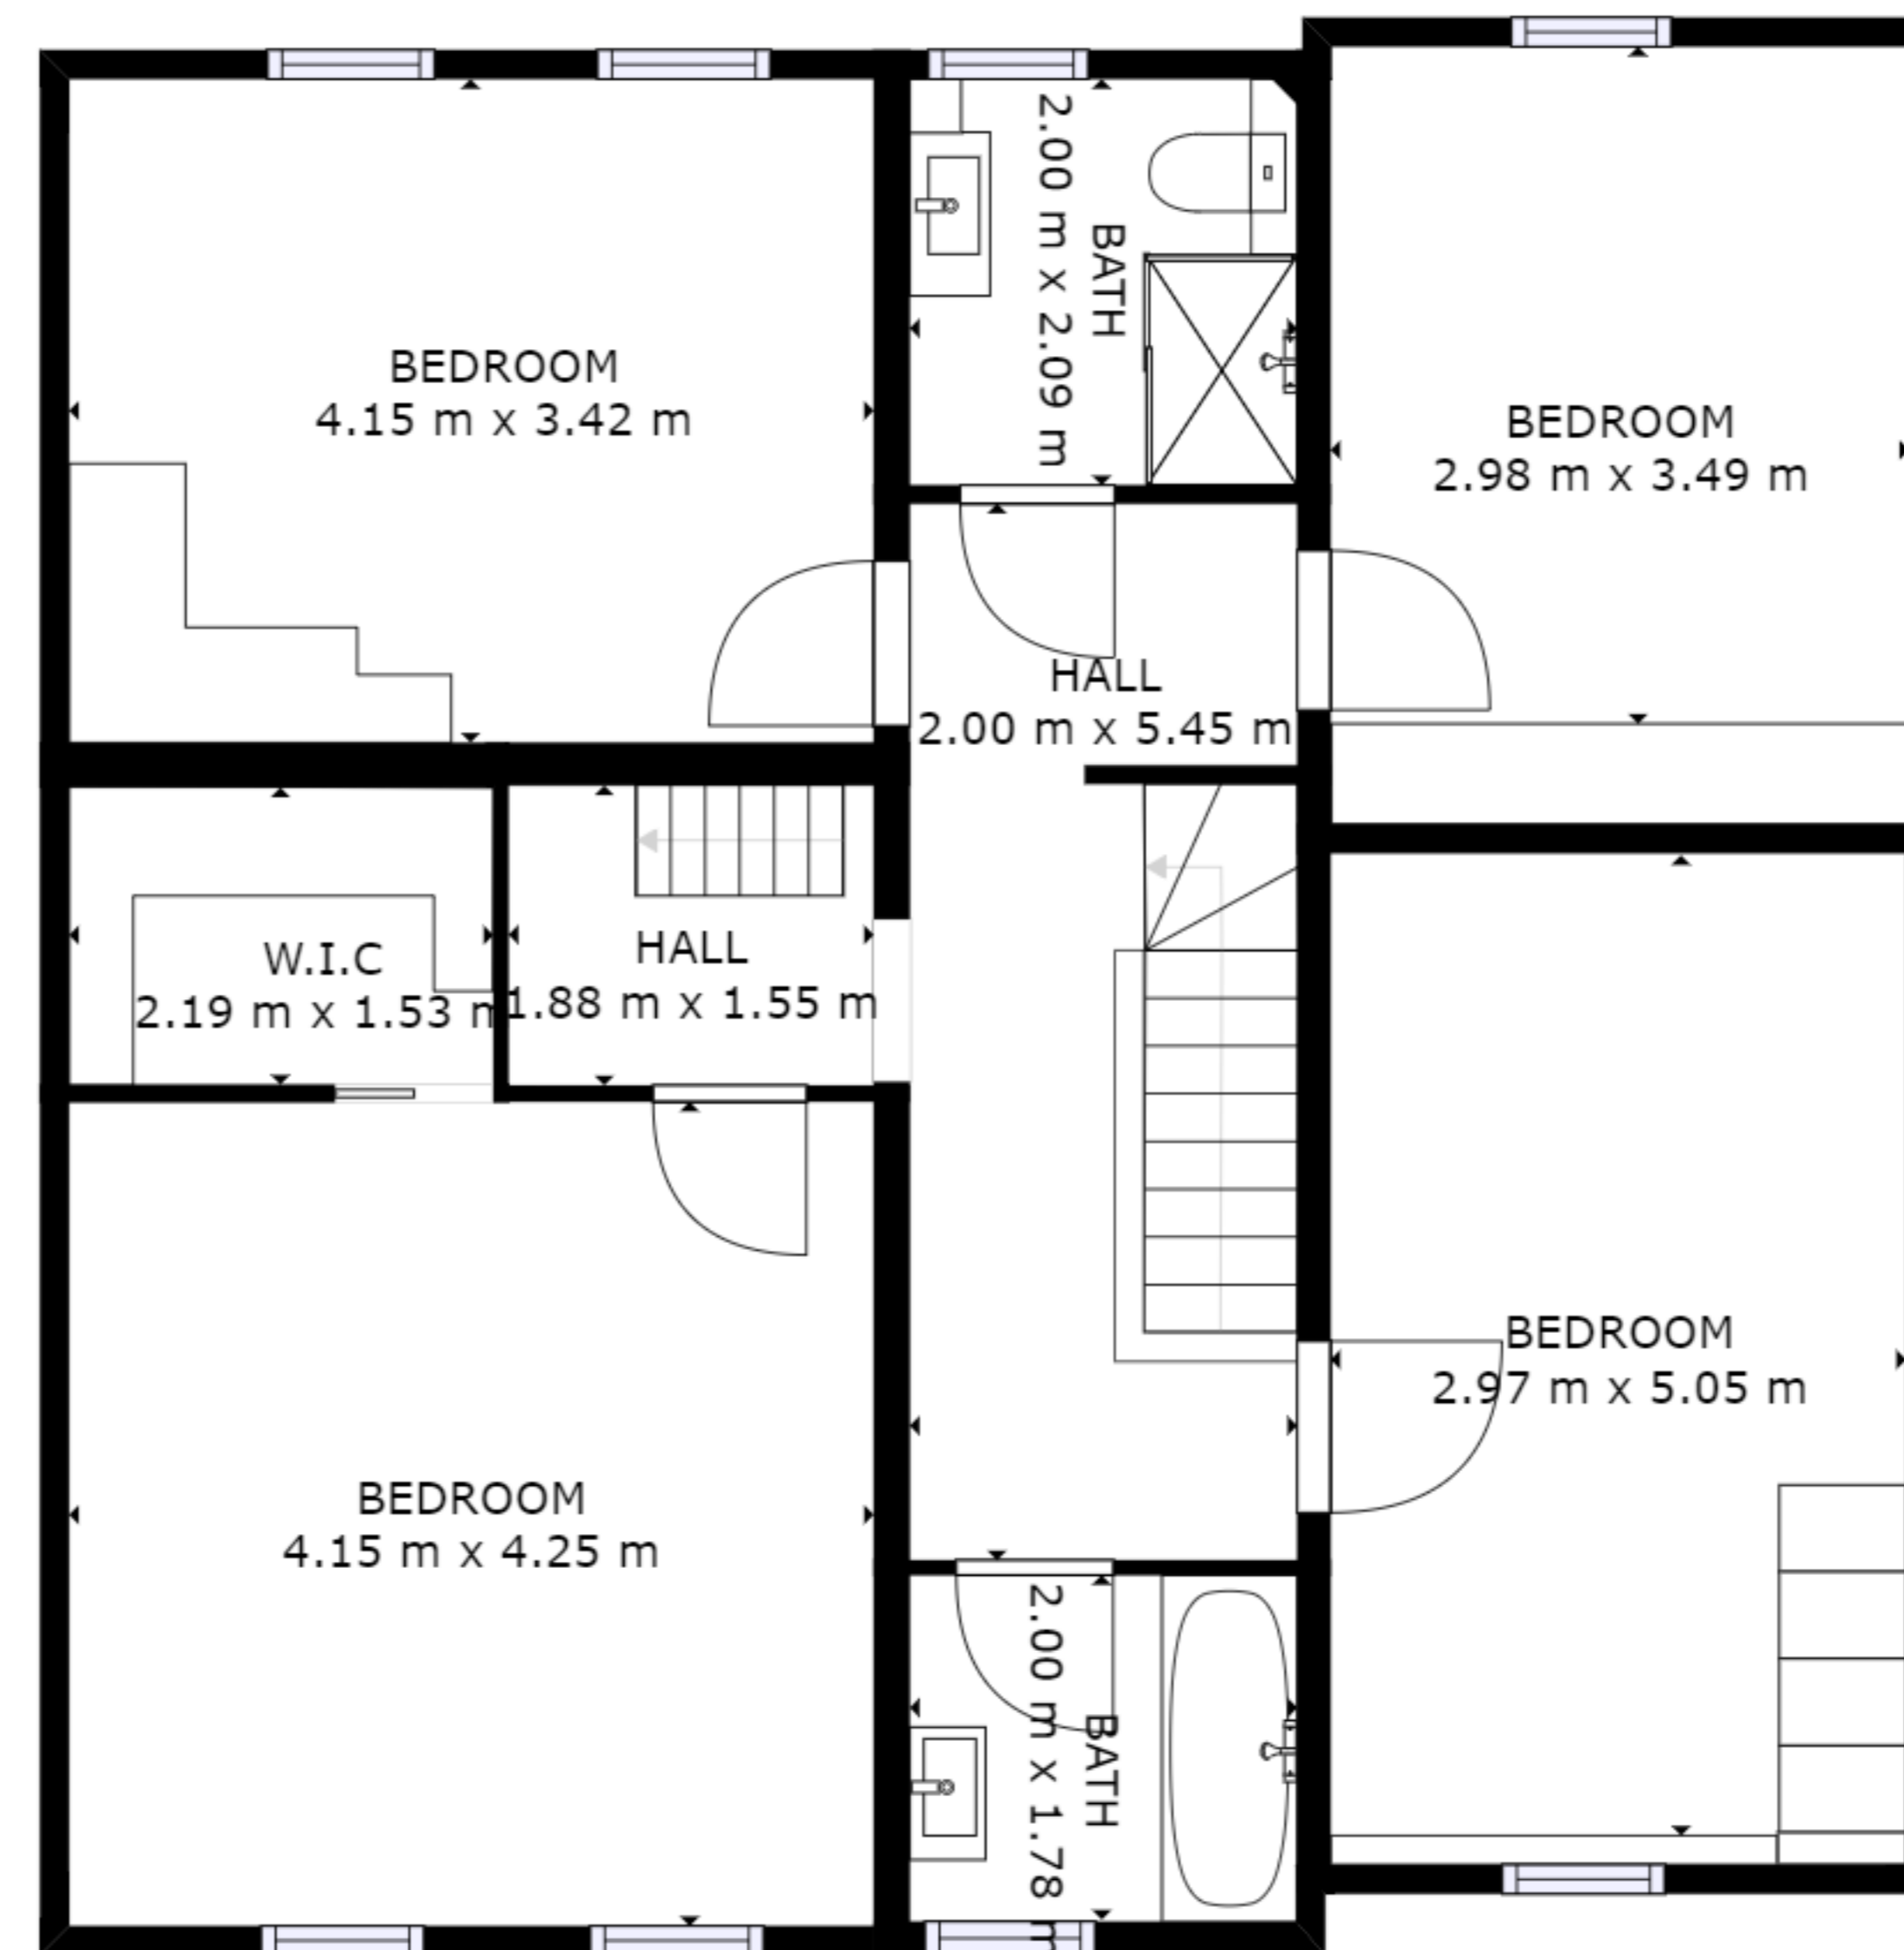 BEDROOM
4.15 m x 3.42 m
BATH
2.00 m x 2.09 m
BEDROOM
2.98 m x 3.49 m
HALL
2.00 m x 5.45 m
W.I.C
2.19 m x 1.53 m
HALL
1.88 m x 1.55 m
BEDROOM
2.97 m x 5.05 m
BEDROOM
4.15 m x 4.25 m
BATH
2.00 m x 1.78 m